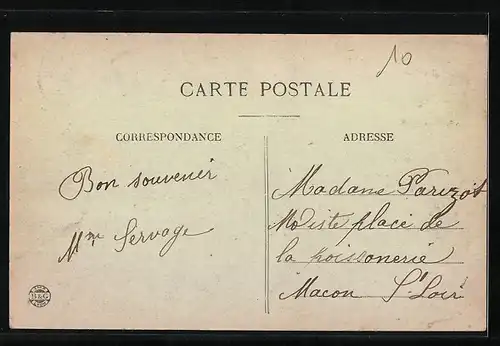 10
CARTE POSTALE
CORRESPONDANCE
ADRESSE
Bon souvenir
Mme Servage
Madame Parizot
Modiste place de
la poissonerie
Macon S. Loir
B&G